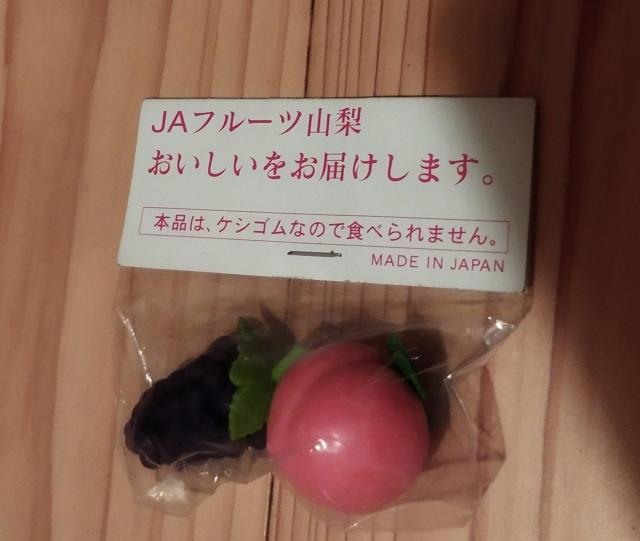 JAフルーツ山梨
おいしいをお届けします。
本品は、ケシゴムなので食べられません。
MADE IN JAPAN